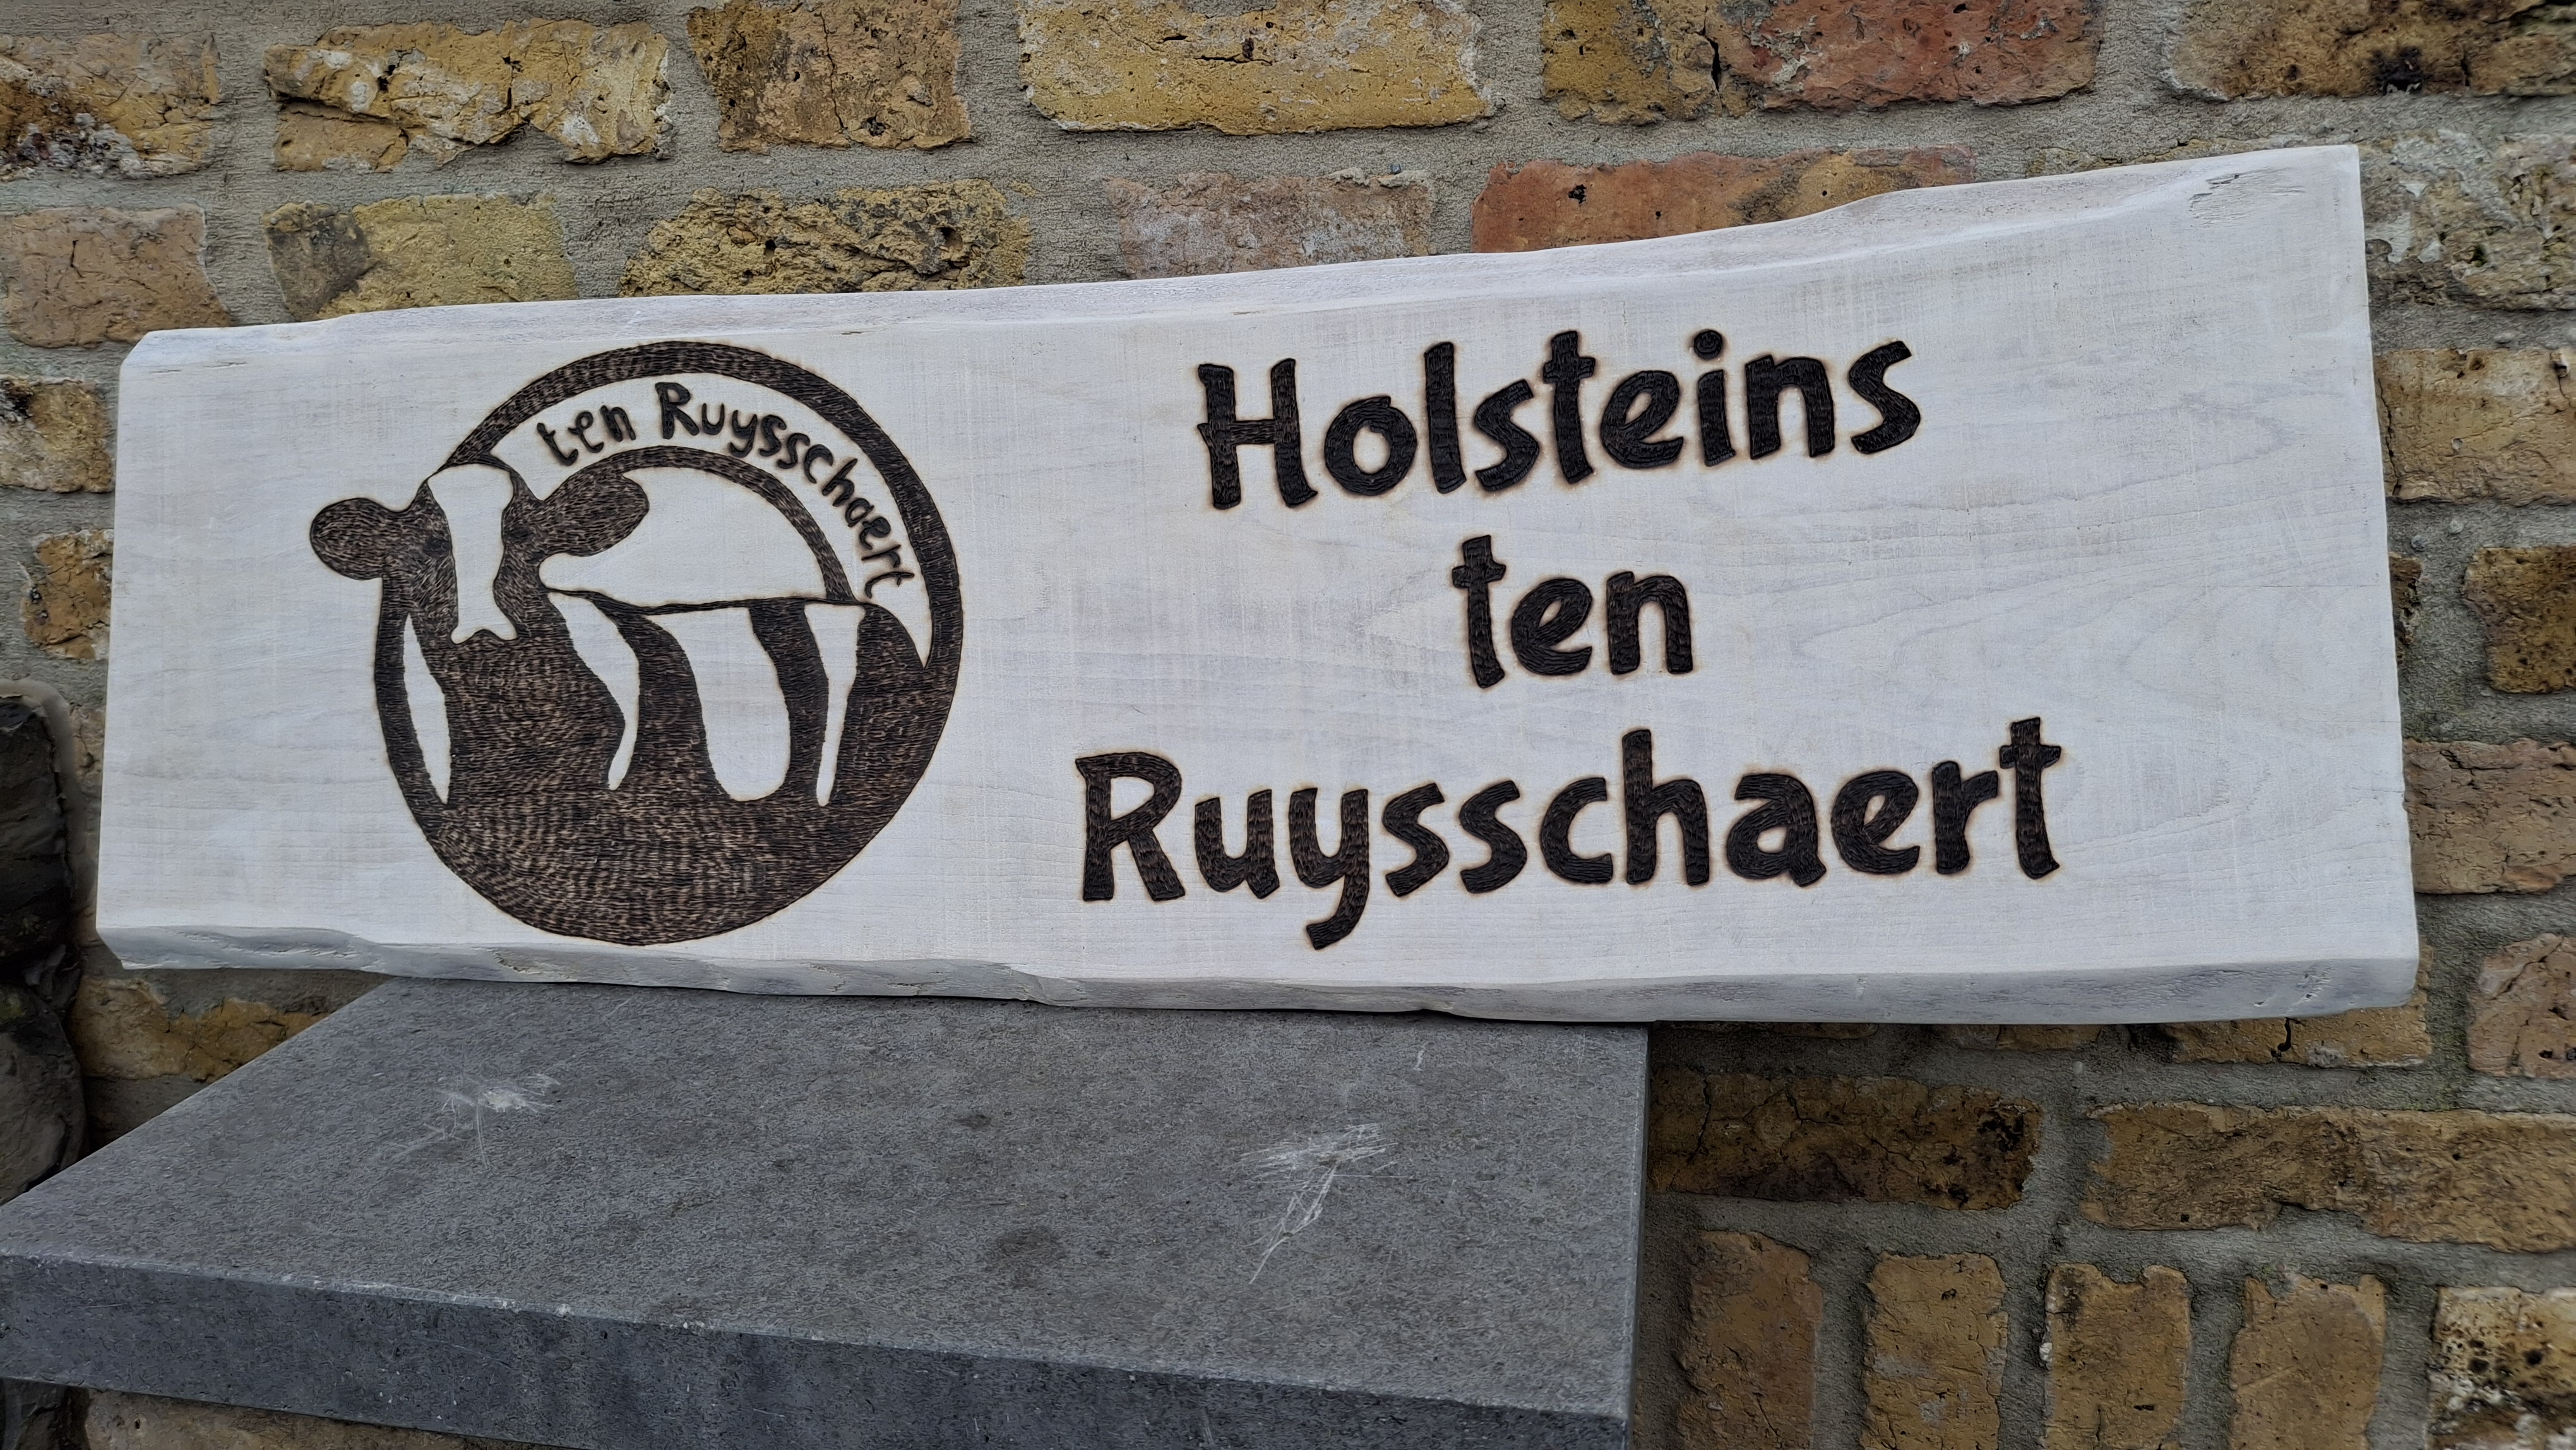 ten Ruysschaert
Holsteins
ten
Ruysschaert